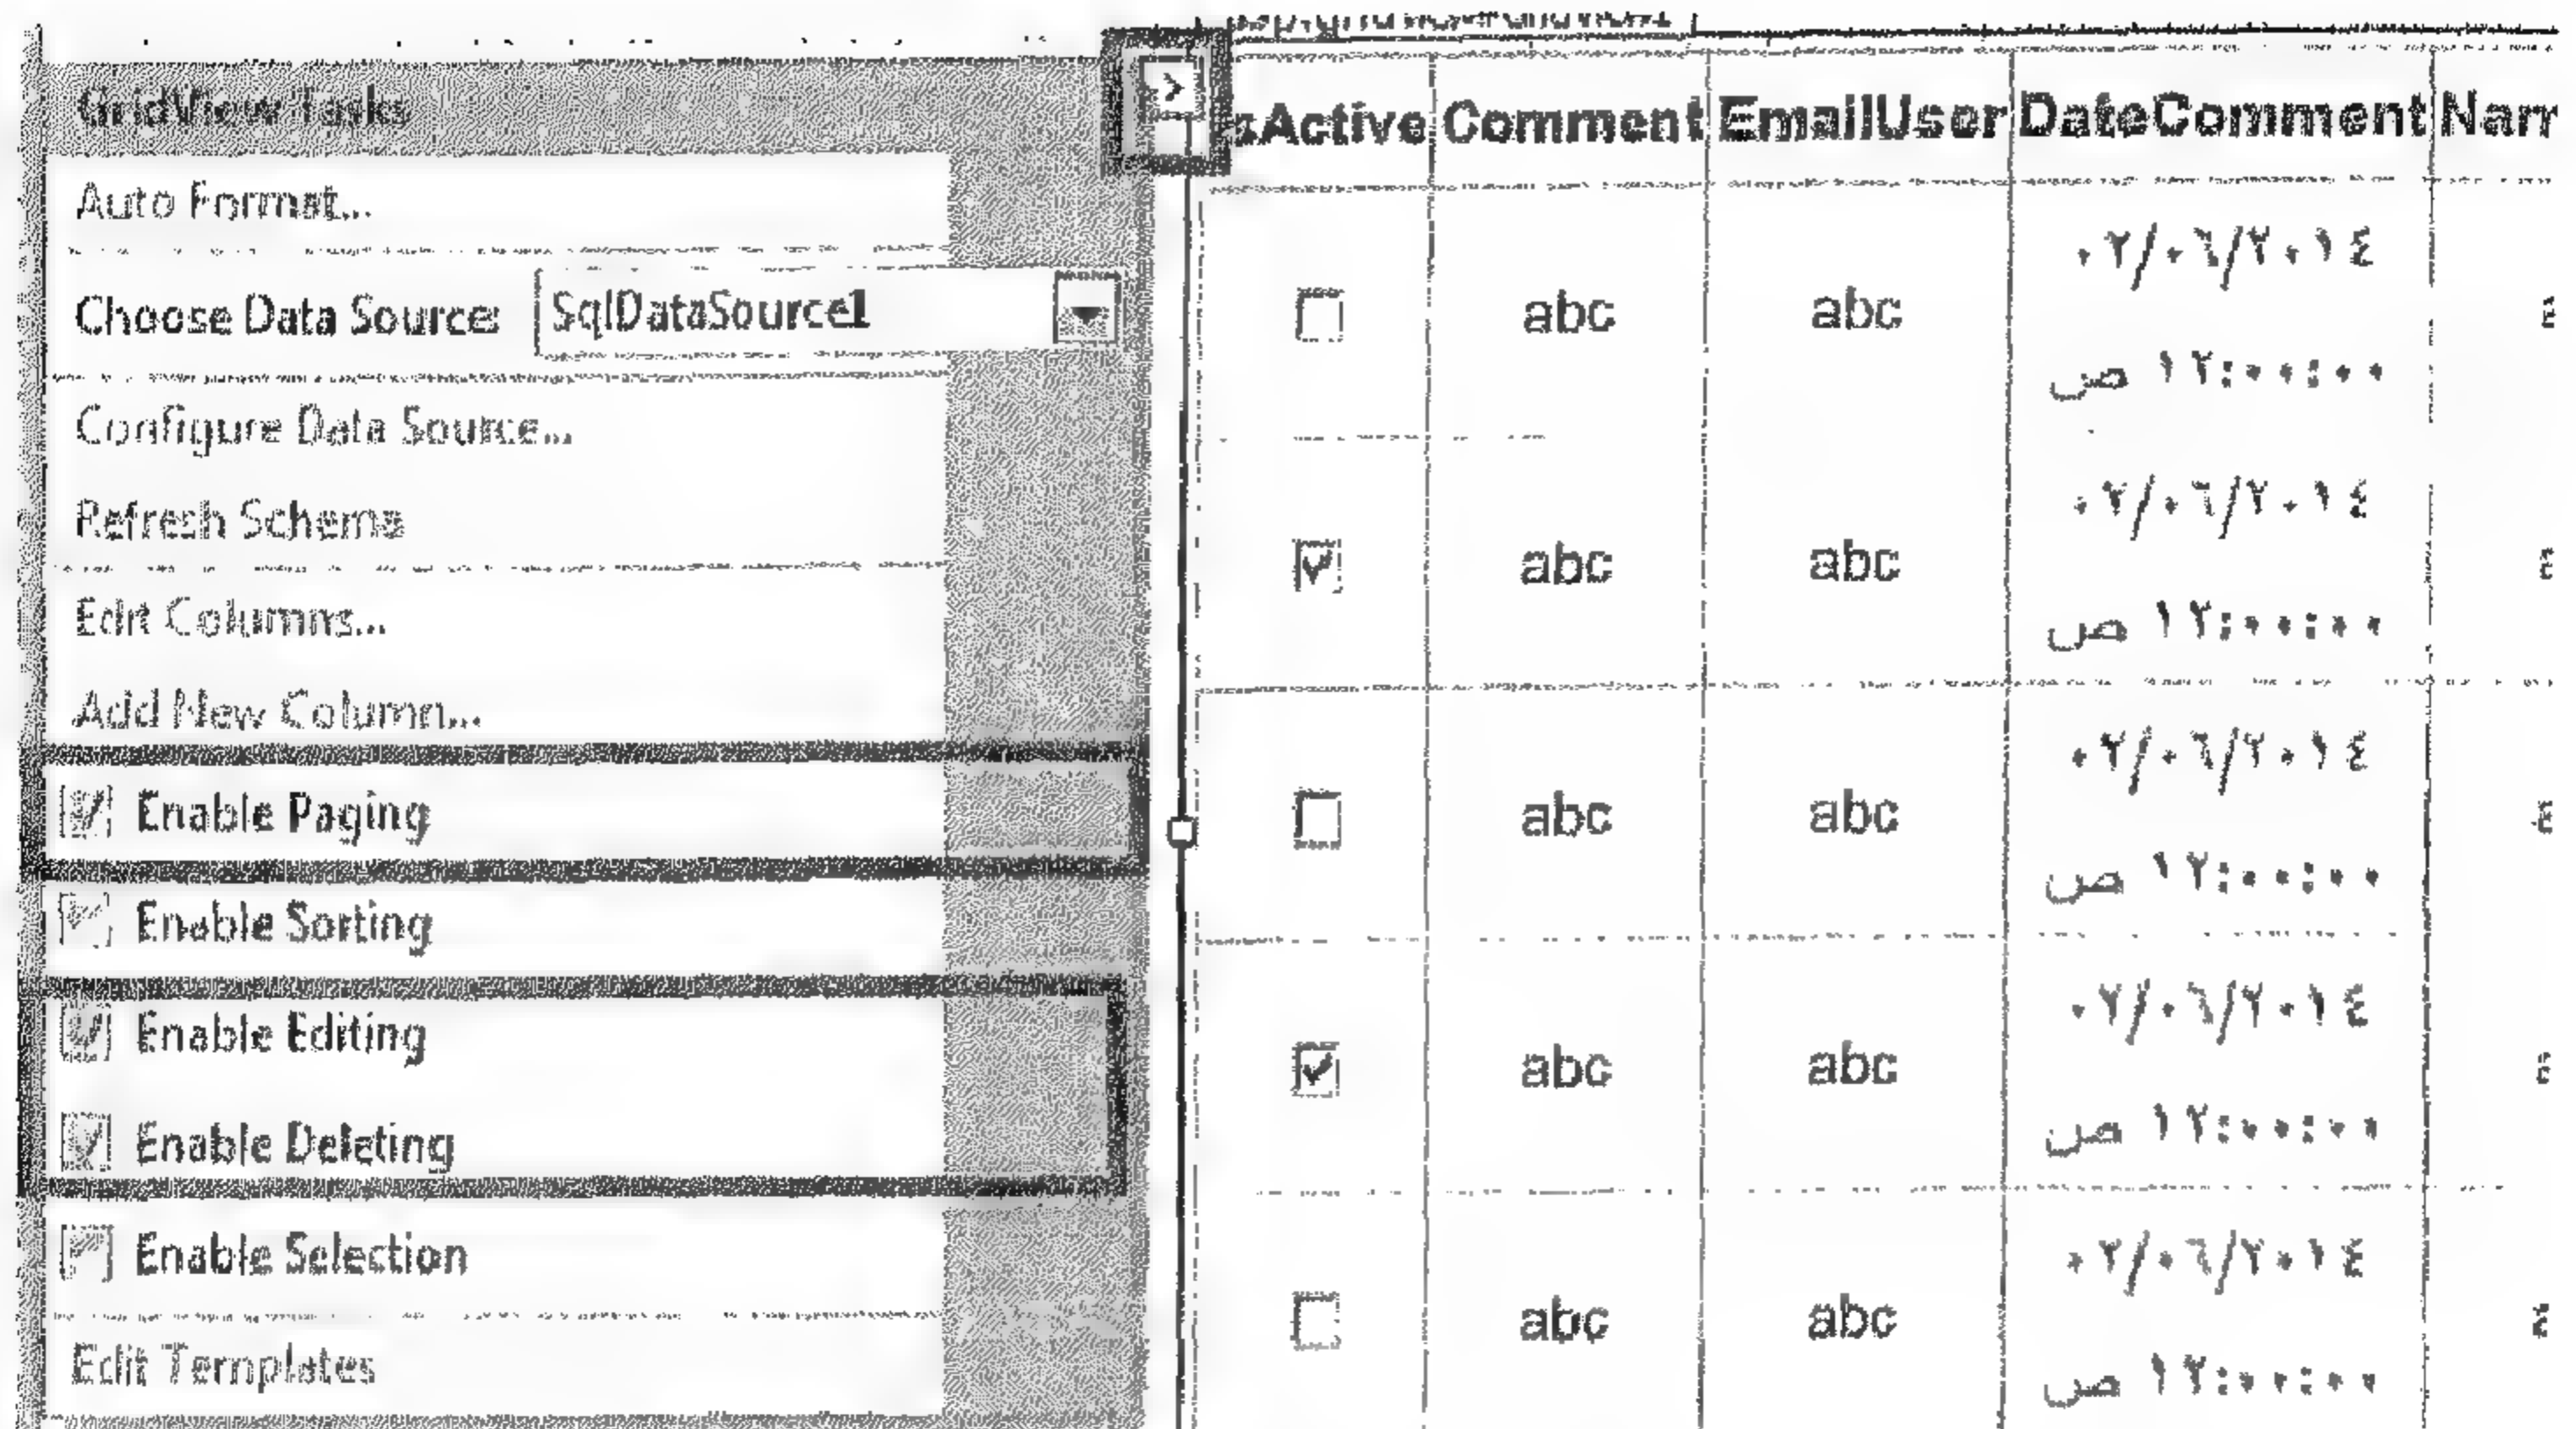 GridView Tasks
Auto Format...
Choose Data Source: SqlDataSource1
Configure Data Source...
Refresh Schema
Edit Columns...
Add New Column...
Enable Paging
Enable Sorting
Enable Editing
Enable Deleting
Enable Selection
Edit Templates
sActive Comment EmailUser DateComment Nam
abc abc ٠٢/٠٦/٢٠١٤ a
١٢:٠٠:٠٠ ص
abc abc ٠٢/٠٦/٢٠١٤ a
١٢:٠٠:٠٠ ص
abc abc ٠٢/٠٦/٢٠١٤ a
١٢:٠٠:٠٠ ص
abc abc ٠٢/٠٦/٢٠١٤ a
١٢:٠٠:٠٠ ص
abc abc ٠٢/٠٦/٢٠١٤ a
١٢:٠٠:٠٠ ص